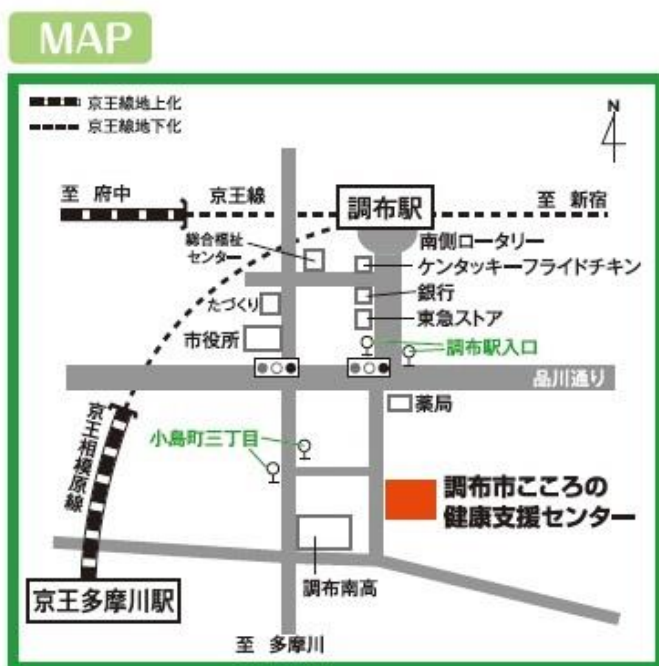 MAP
京王線地上化
京王線地下化
N
至 府中
京王線
調布駅
至 新宿
総合福祉
センター
南側ロータリー
ケンタッキーフライドチキン
銀行
たづくり
東急ストア
市役所
調布駅入口
品川通り
薬局
京王相模原線
小島町三丁目
調布市こころの
健康支援センター
調布南高
京王多摩川駅
至 多摩川